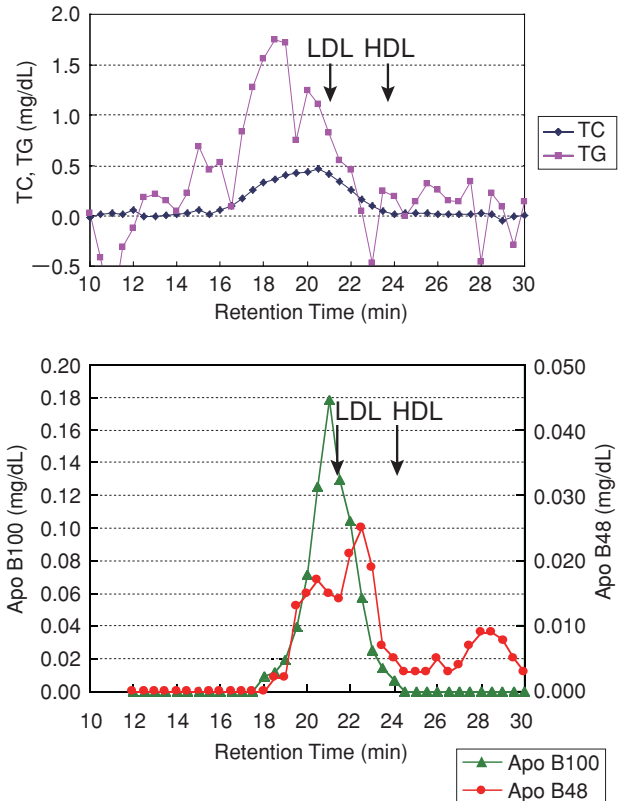 LDL HDL
TC, TG (mg/dL)
2.0
1.5
1.0
0.5
0.0
−0.5
10 12 14 16 18 20 22 24 26 28 30
Retention Time (min)
TC
TG
LDL HDL
Apo B100 (mg/dL)
0.20
0.18
0.16
0.14
0.12
0.10
0.08
0.06
0.04
0.02
0.00
0.050
0.040
0.030
0.020
0.010
0.000
Apo B48 (mg/dL)
10 12 14 16 18 20 22 24 26 28 30
Retention Time (min)
Apo B100
Apo B48